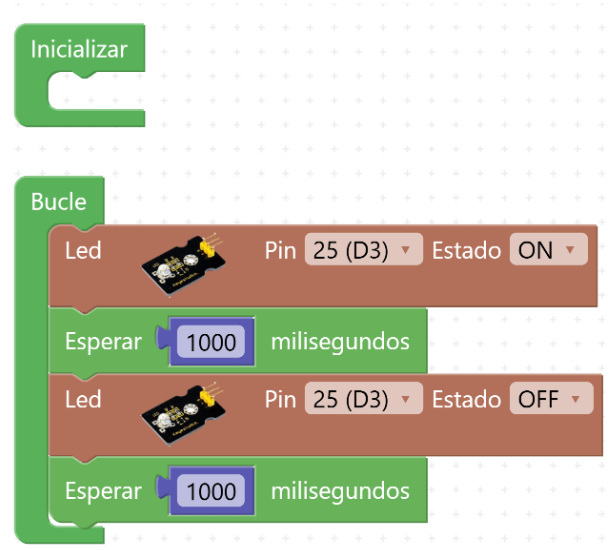 Inicializar
Bucle
Led Pin 25 (D3) Estado ON
Esperar 1000 milisegundos
Led Pin 25 (D3) Estado OFF
Esperar 1000 milisegundos